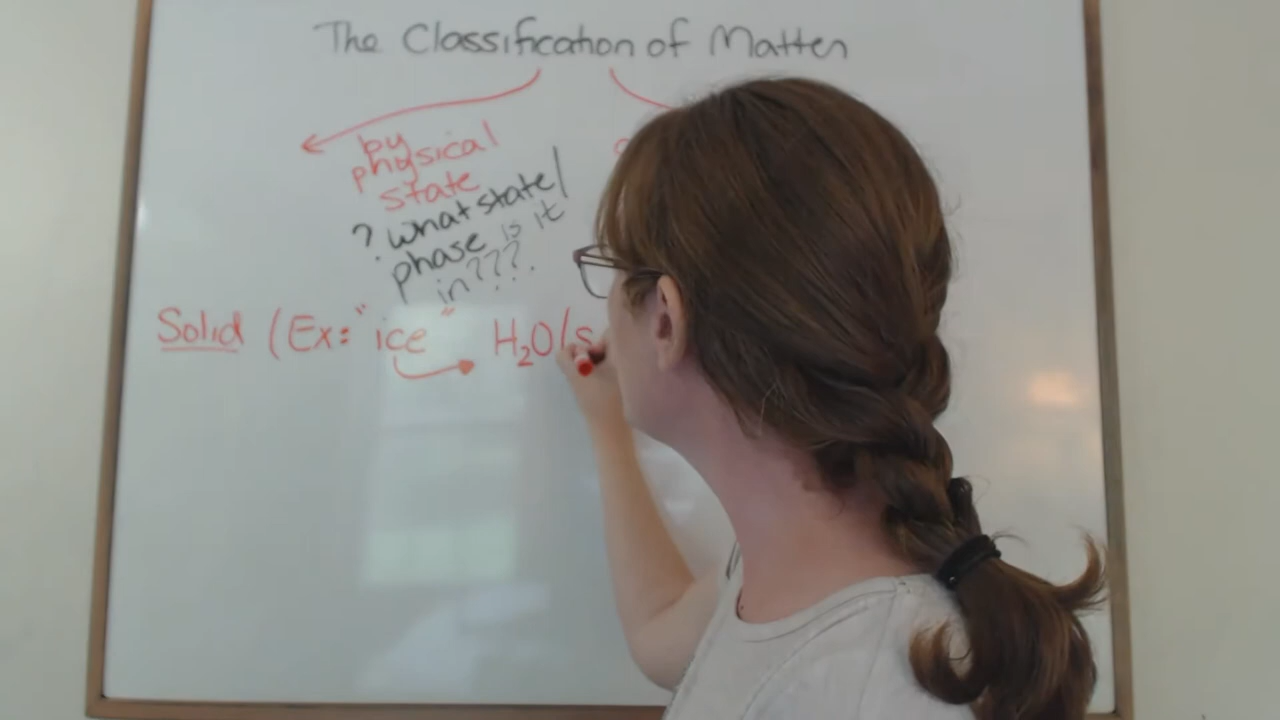 The Classification of Matter
by
physical
state
? what state/
phase is it
in???.
Solid (Ex: "ice" H₂O(s